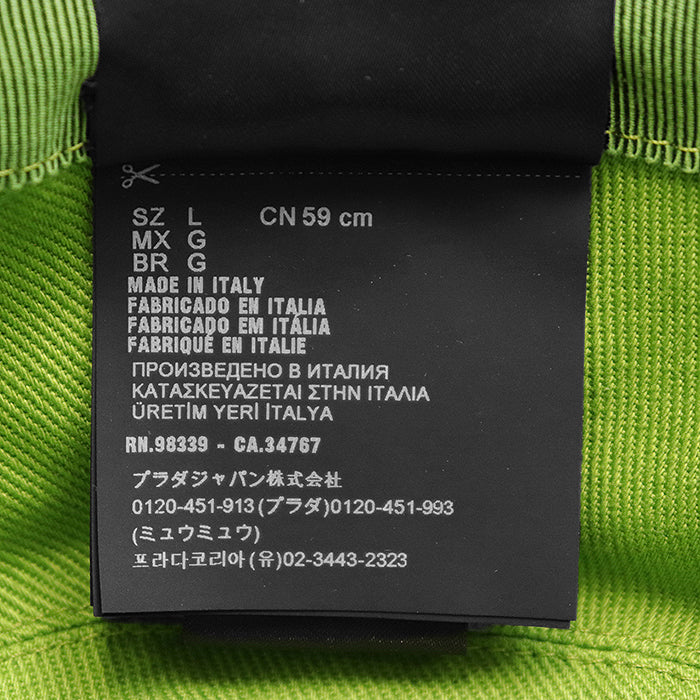 SZ L CN 59 cm
MX G
BR G
MADE IN ITALY
FABRICADO EN ITALIA
FABRICADO EM ITÁLIA
FABRIQUÉ EN ITALIE
ПРОИЗВЕДЕНО В ИТАЛИЯ
ΚΑΤΑΣΚΕΥΑΖΕΤΑΙ ΣΤΗΝ ΙΤΑΛΙΑ
ÜRETİM YERİ İTALYA
RN.98339 - CA.34767
プラダジャパン株式会社
0120-451-913 (プラダ)0120-451-993
(ミュウミュウ)
프라다코리아 (유)02-3443-2323